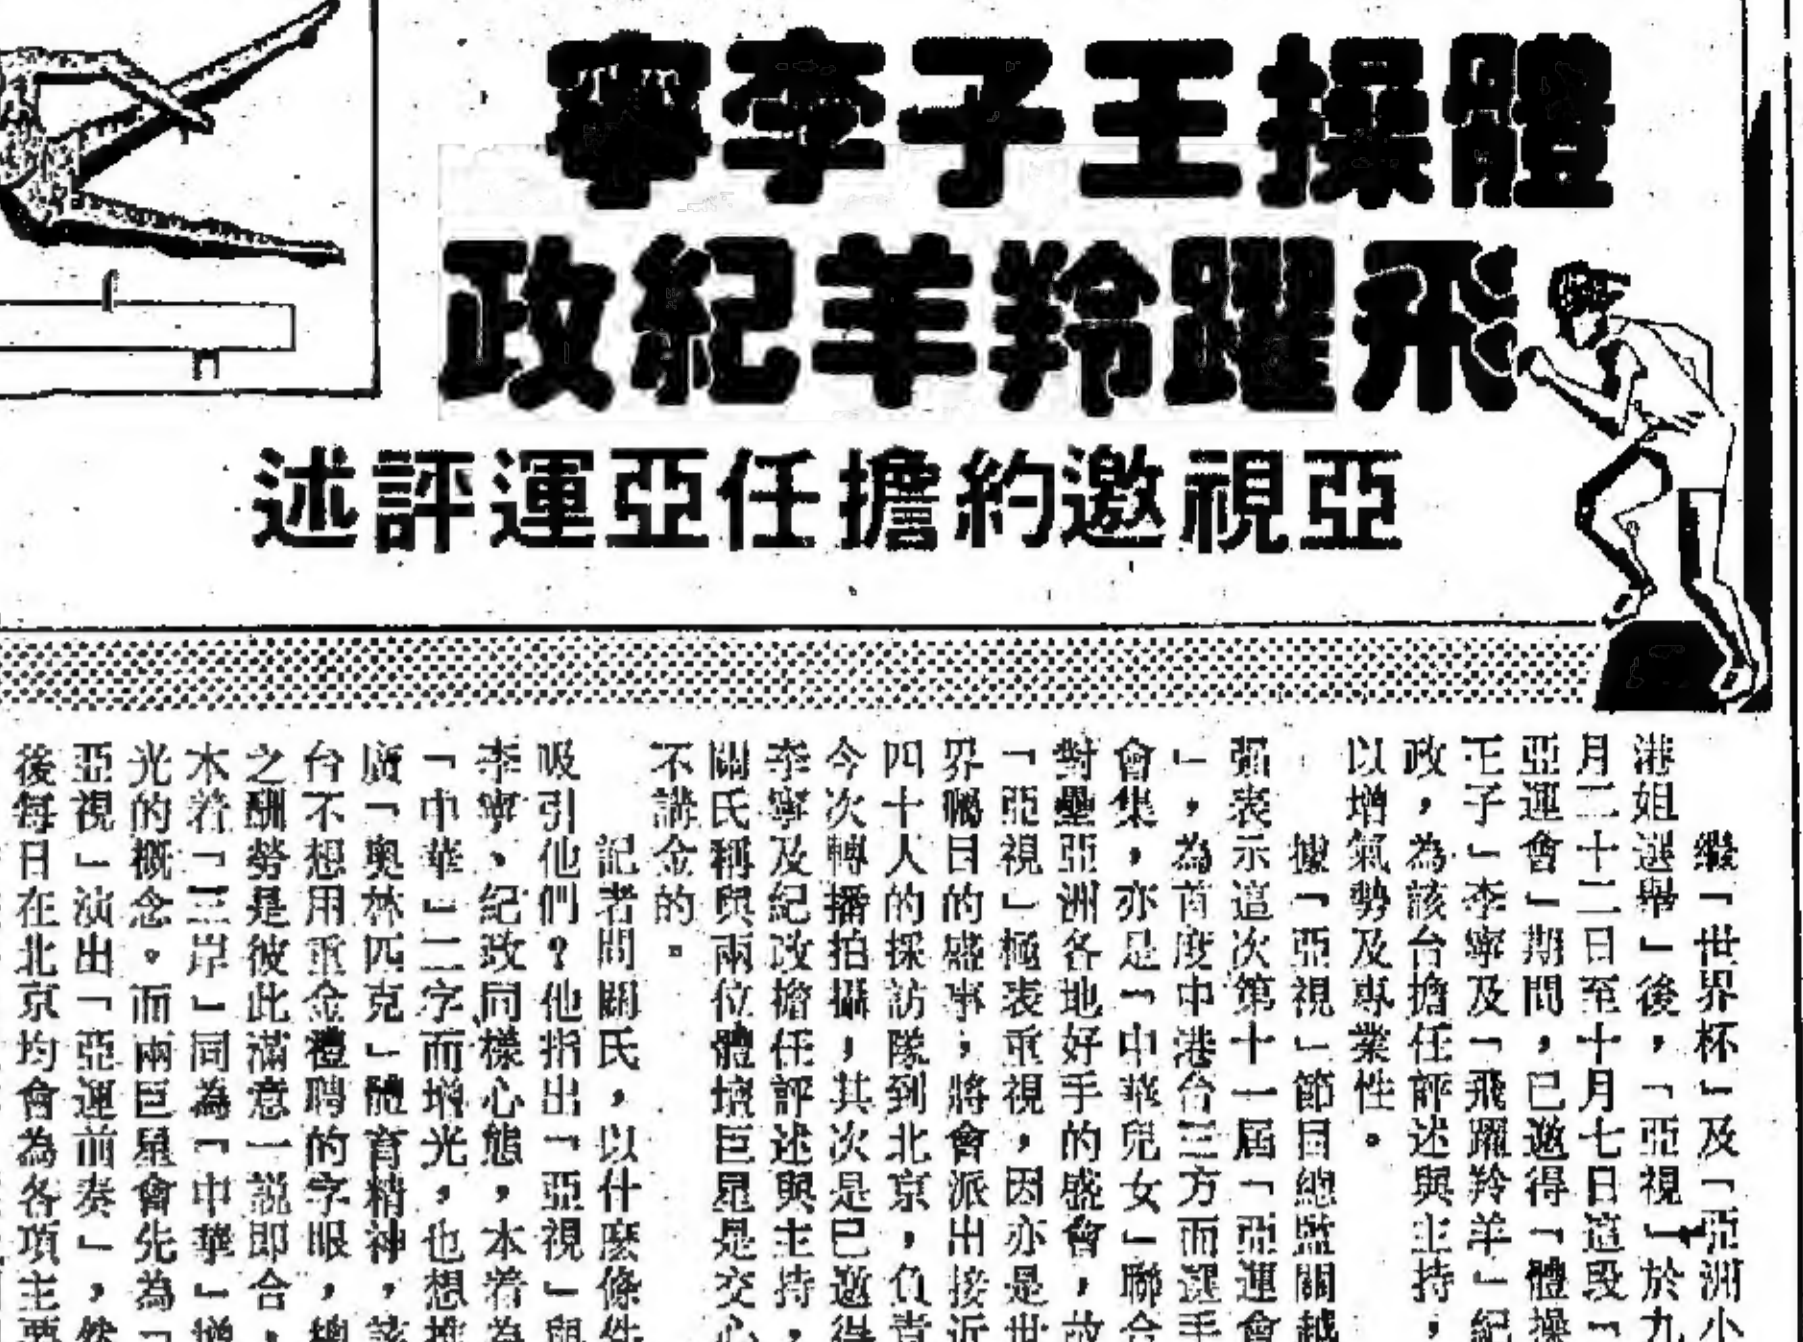 體操王子李寧
飛躍羚羊紀政
亞視邀約擔任亞運評述
繼「世界杯」及「亞洲小
港姐選舉」後，「亞視」於九
月二十二日至十月七日這段「
亞運會」期間，已邀得「體操
王子」李寧及「飛躍羚羊」紀
政，為該台擔任評述與主持，
以增氣勢及專業性。
據「亞視」節目總監關越
強表示這次第十一屆「亞運會
」，為首度中港台三方面選手
會集，亦是「中華兒女」聯合
對壘亞洲各地好手的盛會，故
「亞視」極表重視，因亦是世
界矚目的盛事；將會派出接近
四十人的採訪隊到北京，負責
今次轉播拍攝，其次是已邀得
李寧及紀政擔任評述與主持，
關氏稱與兩位體壇巨星是交心
不講金的。
記者問關氏，以什麼條件
吸引他們？他指出「亞視」與
李寧、紀政同樣心態，本着為
「中華」二字而增光，也想推
廣「奧林匹克」體育精神，該
台不想用重金禮聘的字眼，總
之酬勞是彼此滿意一說即合，
本着「三岸」同為「中華」增
光的概念。而兩巨星會先為「
亞視」演出「亞運前奏」，然
後每日在北京均會為各項主要